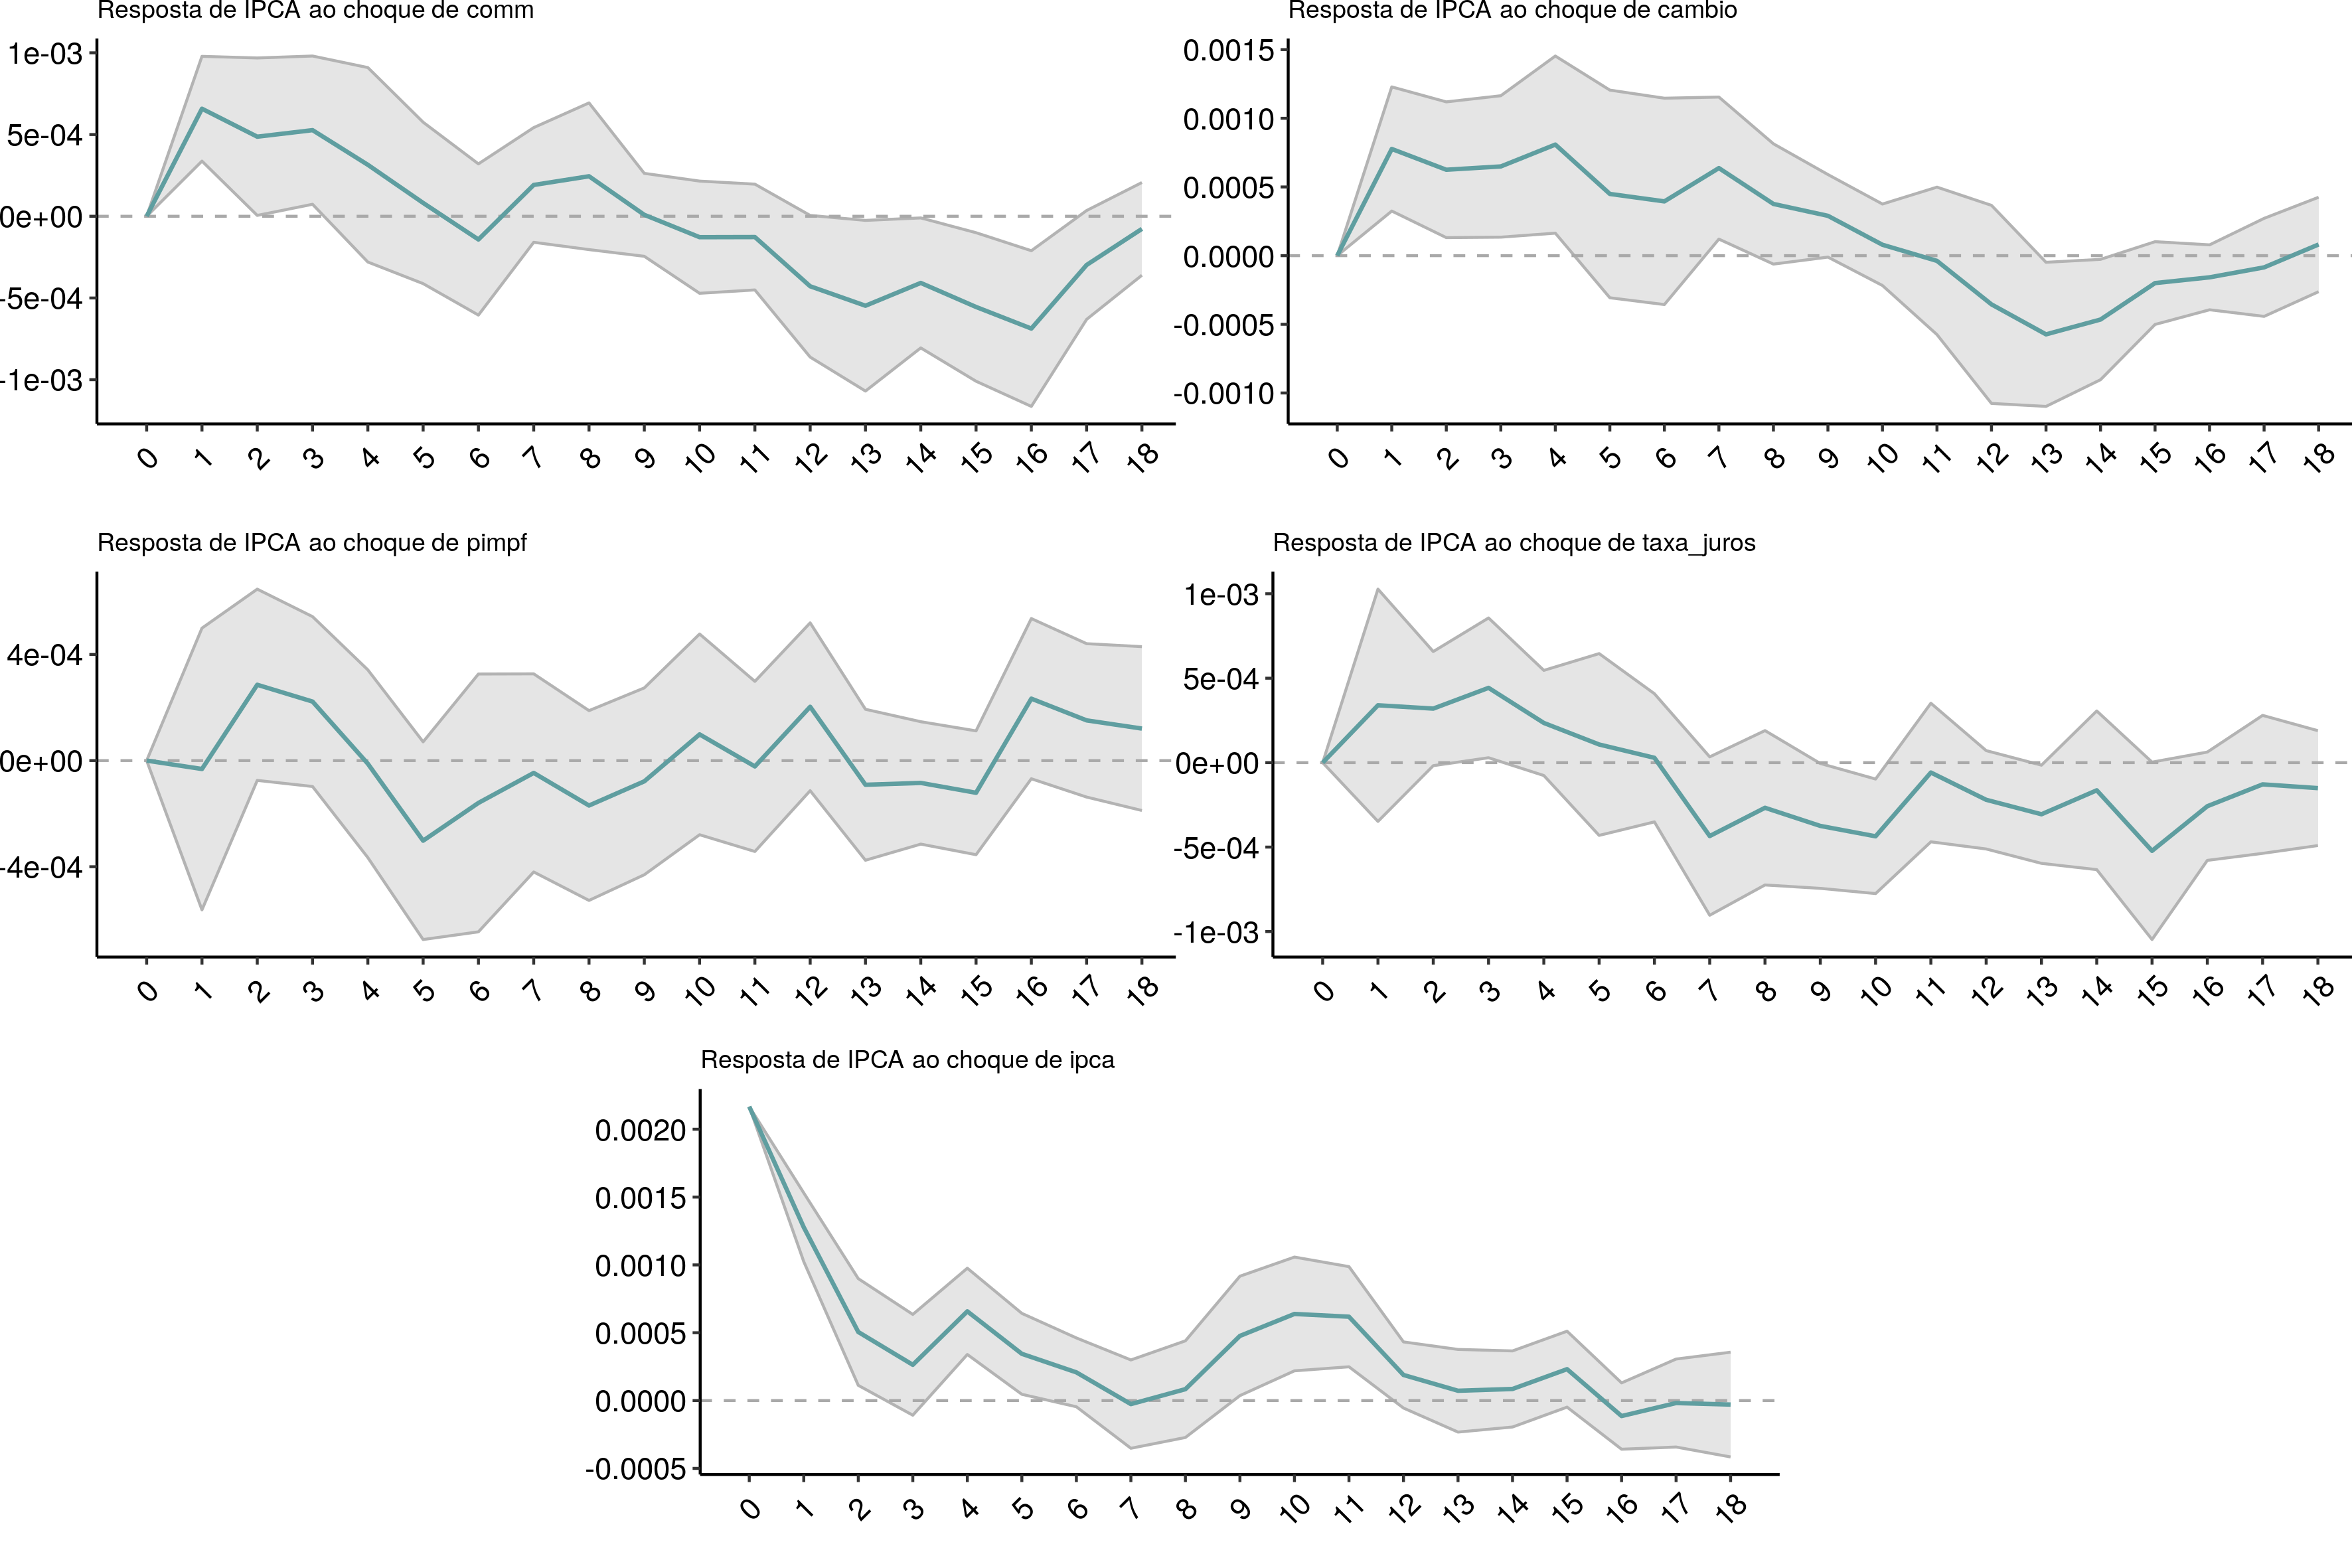 Resposta de IPCA ao choque de comm
1e-03
5e-04
0e+00
-5e-04
-1e-03
0 1 2 3 4 5 6 7 8 9 10 11 12 13 14 15 16 17 18
Resposta de IPCA ao choque de cambio
0.0015
0.0010
0.0005
0.0000
-0.0005
-0.0010
0 1 2 3 4 5 6 7 8 9 10 11 12 13 14 15 16 17 18
Resposta de IPCA ao choque de pimpf
4e-04
0e+00
-4e-04
0 1 2 3 4 5 6 7 8 9 10 11 12 13 14 15 16 17 18
Resposta de IPCA ao choque de taxa_juros
1e-03
5e-04
0e+00
-5e-04
-1e-03
0 1 2 3 4 5 6 7 8 9 10 11 12 13 14 15 16 17 18
Resposta de IPCA ao choque de ipca
0.0020
0.0015
0.0010
0.0005
0.0000
-0.0005
0 1 2 3 4 5 6 7 8 9 10 11 12 13 14 15 16 17 18